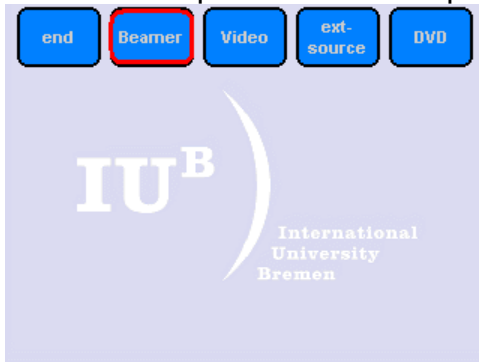 end
Beamer
Video
ext-
source
DVD
IUB
International
University
Bremen